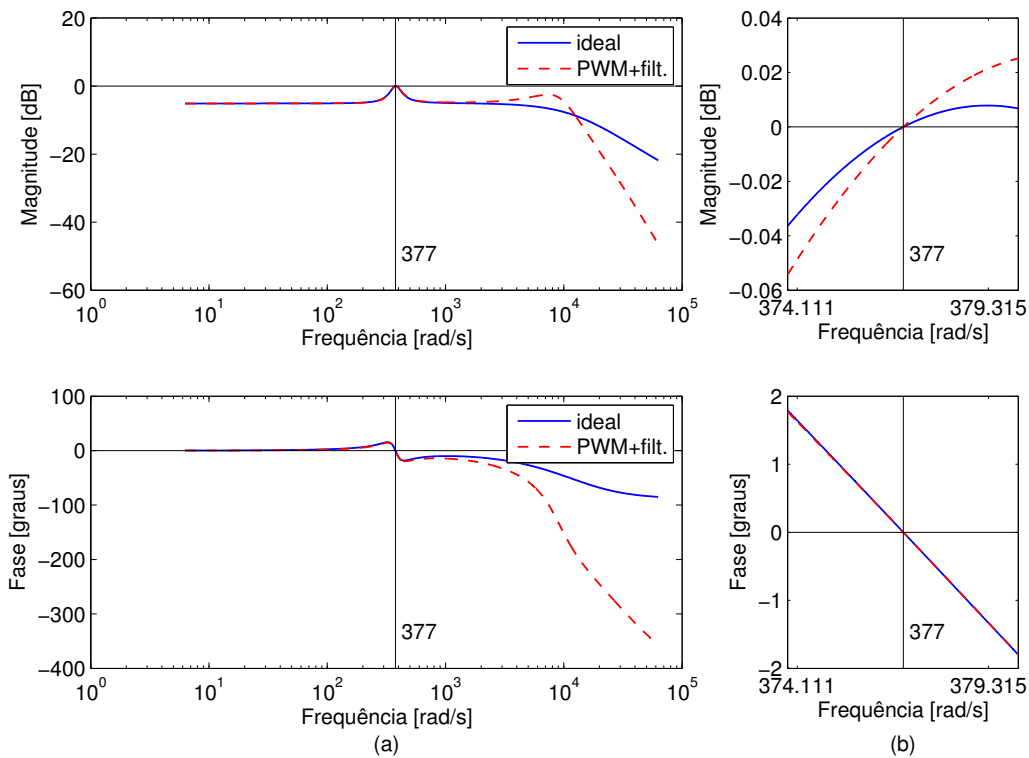 0
−20
−40
−60
Magnitude [dB]
ideal
PWM+filt.
377
10^0 10^1 10^2 10^3 10^4 10^5
Frequência [rad/s]
0.04
0.02
0
−0.02
−0.04
−0.06
Magnitude [dB]
377
374.111 379.315
Frequência [rad/s]
100
0
−100
−200
−300
−400
Fase [graus]
ideal
PWM+filt.
377
10^0 10^1 10^2 10^3 10^4 10^5
Frequência [rad/s]
(a)
2
1
0
−1
−2
Fase [graus]
377
374.111 379.315
Frequência [rad/s]
(b)
20